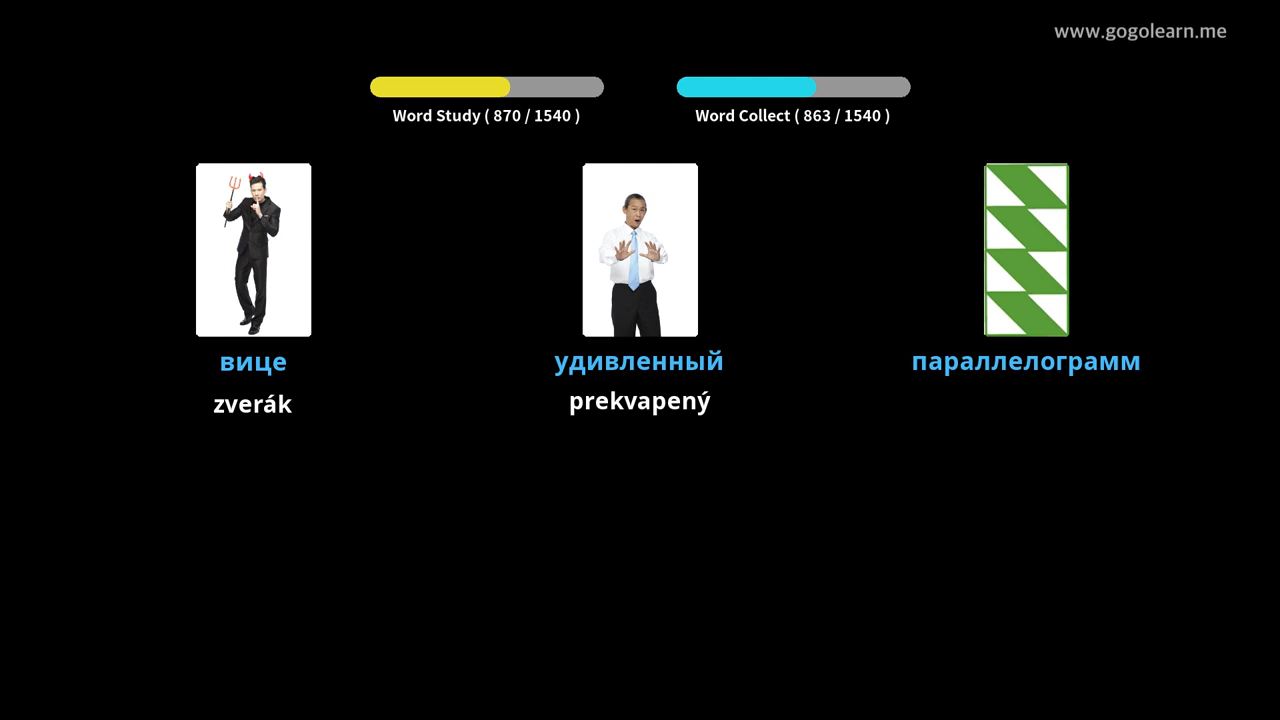 www.gogolearn.me
Word Study ( 870 / 1540 )
Word Collect ( 863 / 1540 )
вице
удивленный
параллелограмм
zverák
prekvapený